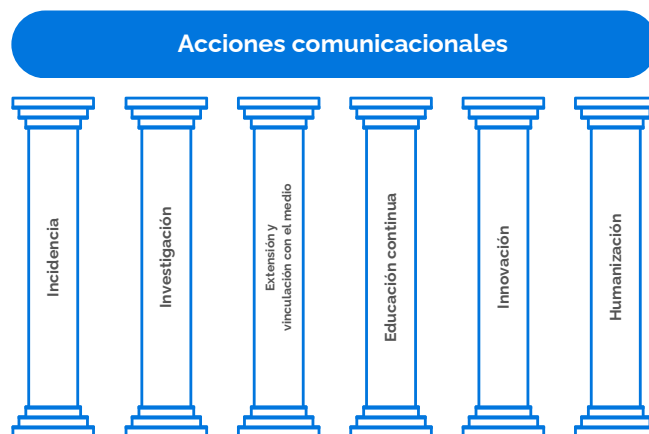 Acciones comunicacionales
Incidencia
Investigación
Extensión y
vinculación con el medio
Educación continua
Innovación
Humanización